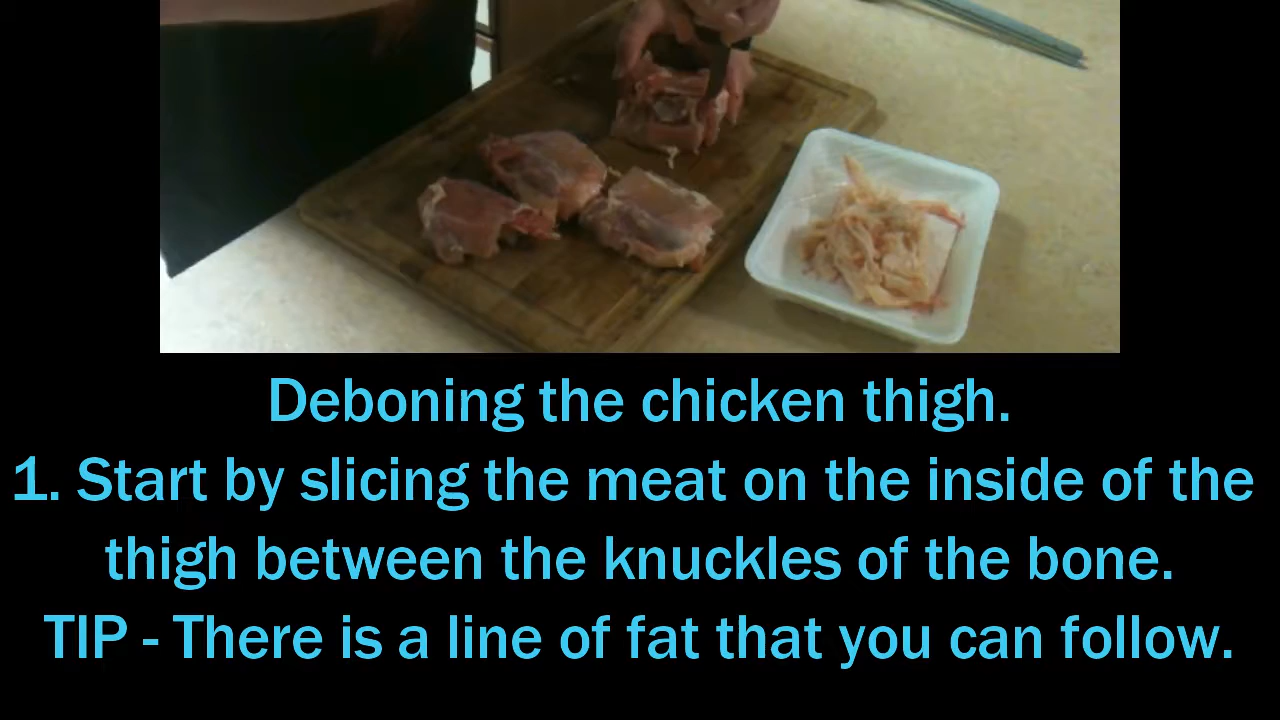 Deboning the chicken thigh.
1. Start by slicing the meat on the inside of the
thigh between the knuckles of the bone.
TIP - There is a line of fat that you can follow.